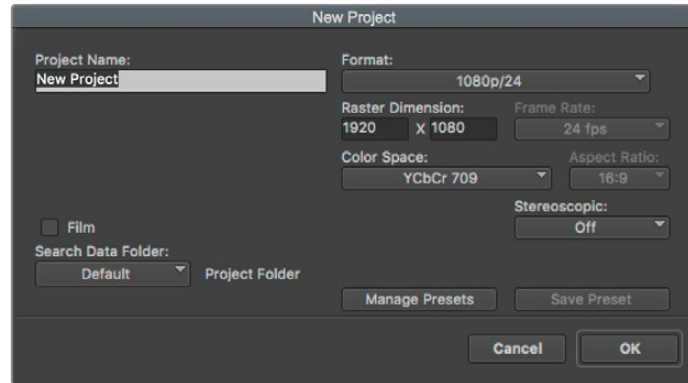 New Project
Project Name:
New Project
Format:
1080p/24
Raster Dimension:
1920 X 1080
Frame Rate:
24 fps
Color Space:
YCbCr 709
Aspect Ratio:
16:9
Stereoscopic:
Off
Film
Search Data Folder:
Default
Project Folder
Manage Presets
Save Preset
Cancel
OK